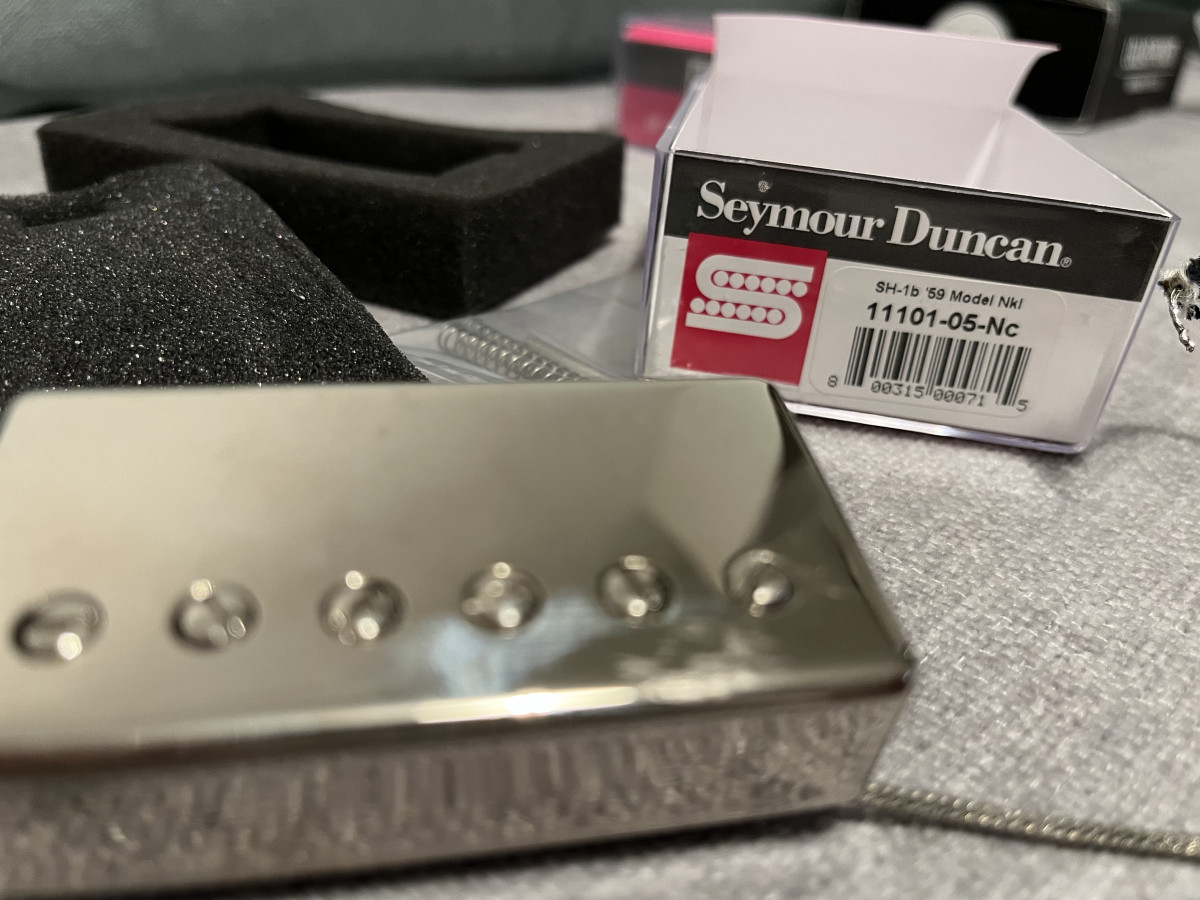 Seymour Duncan®
SH-1b '59 Model Nkl
11101-05-Nc
8 00315 00071 5